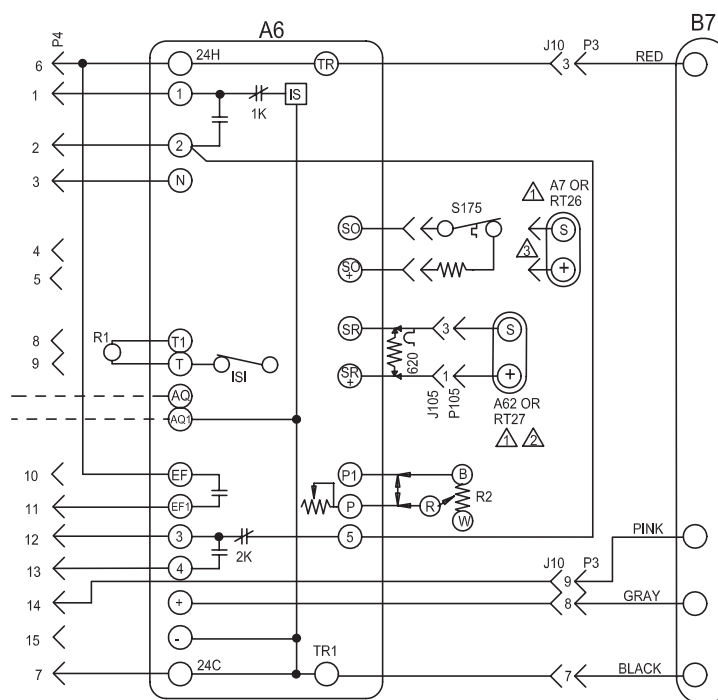 A6
B7
P4
6
24H
TR
J10
3
P3
RED
1
1
1K
IS
2
2
3
N
SO
S175
1
A7 OR
RT26
S
3
4
5
SO
+
+
8
R1
T1
SR
3
S
9
T
ISI
620
SR
+
1
+
J105
P105
A62 OR
RT27
1
2
AQ
AQ1
10
EF
P1
B
11
EF1
P
R
R2
W
12
3
2K
5
PINK
13
4
J10
P3
9
14
+
8
GRAY
15
-
7
24C
TR1
7
BLACK